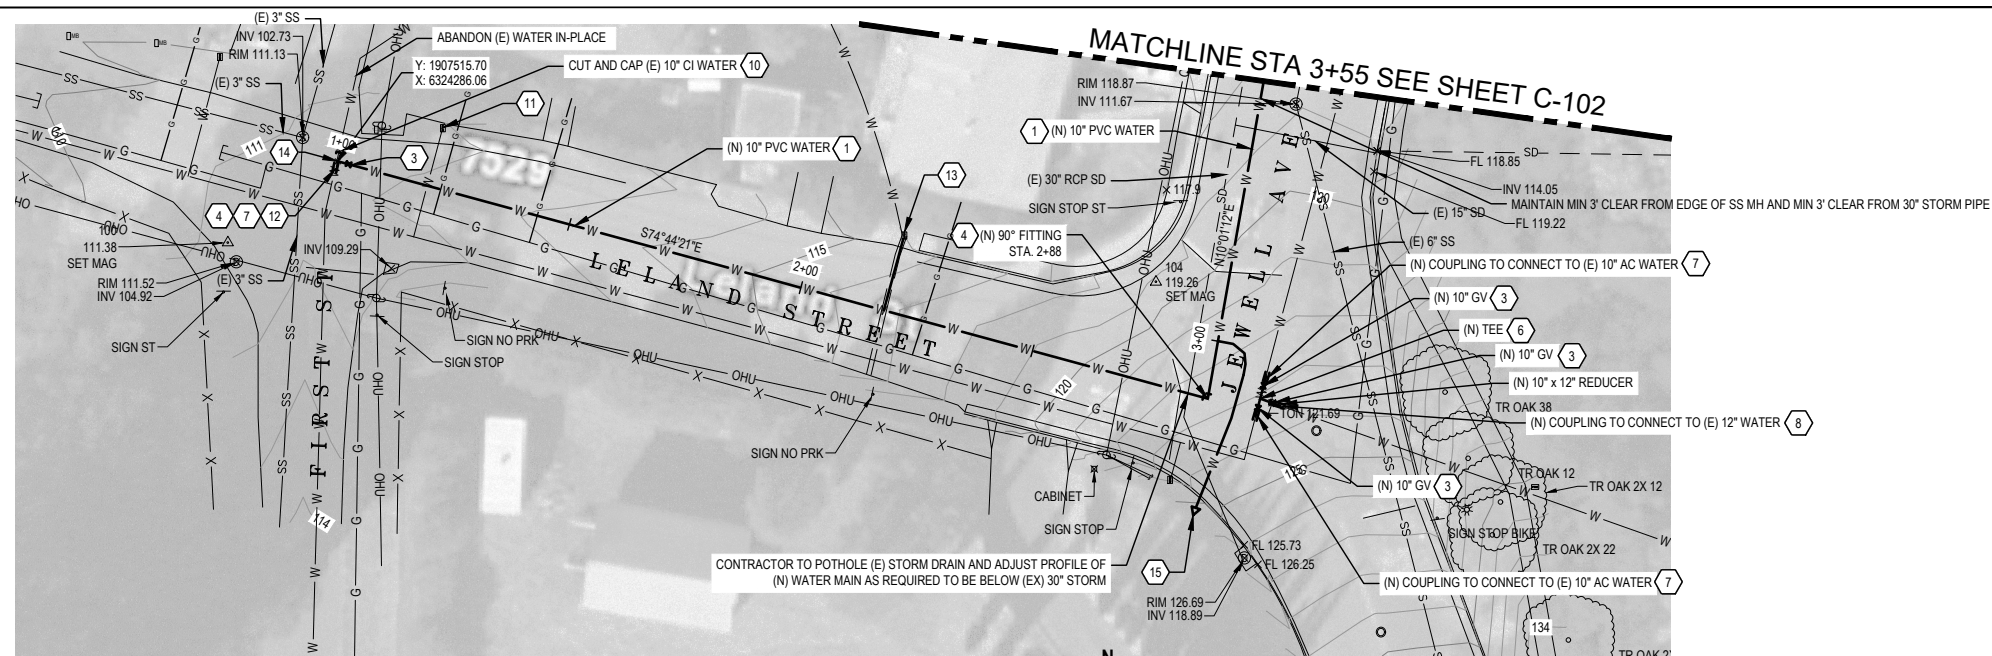 (E) 3" SS
INV 102.73
RIM 111.13
ABANDON (E) WATER IN-PLACE
Y: 1907515.70
X: 6324286.06
CUT AND CAP (E) 10" CI WATER 10
11
MATCHLINE STA 3+55 SEE SHEET C-102
RIM 118.87
INV 111.67
1 (N) 10" PVC WATER
(E) 3" SS
111
1+00
14
3
7529
(N) 10" PVC WATER 1
13
(E) 30" RCP SD
SIGN STOP ST
117.9
FL 118.85
INV 114.05
MAINTAIN MIN 3' CLEAR FROM EDGE OF SS MH AND MIN 3' CLEAR FROM 30" STORM PIPE
(E) 15" SD
FL 119.22
4 7 12
100
111.38
SET MAG
RIM 111.52
INV 104.92
(E) 3" SS
INV 109.29
S74°44'21"E
115
2+00
4 (N) 90° FITTING
STA. 2+88
N10°01'12"E
104
119.26
SET MAG
(E) 6" SS
(N) COUPLING TO CONNECT TO (E) 10" AC WATER 7
(N) 10" GV 3
(N) TEE 6
(N) 10" GV 3
(N) 10" x 12" REDUCER
TR OAK 38
(N) COUPLING TO CONNECT TO (E) 12" WATER 8
TON 121.69
LELAND STREET
Leland St
JEWELL AVE
FIRST ST
3+00
120
SIGN ST
SIGN NO PRK
SIGN STOP
SIGN NO PRK
114
CABINET
SIGN STOP
(N) 10" GV 3
TR OAK 12
TR OAK 2X 12
SIGN STOP BIKE
TR OAK 2X 22
CONTRACTOR TO POTHOLE (E) STORM DRAIN AND ADJUST PROFILE OF
(N) WATER MAIN AS REQUIRED TO BE BELOW (EX) 30" STORM
15
FL 125.73
FL 126.25
RIM 126.69
INV 118.89
(N) COUPLING TO CONNECT TO (E) 10" AC WATER 7
134
N